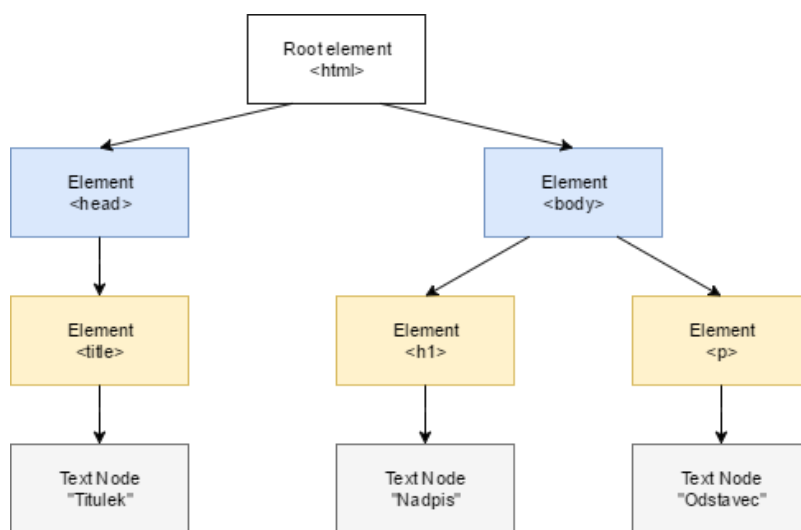 Root element
<html>
Element
<head>
Element
<body>
Element
<title>
Element
<h1>
Element
<p>
Text Node
"Titulek"
Text Node
"Nadpis"
Text Node
"Odstavec"